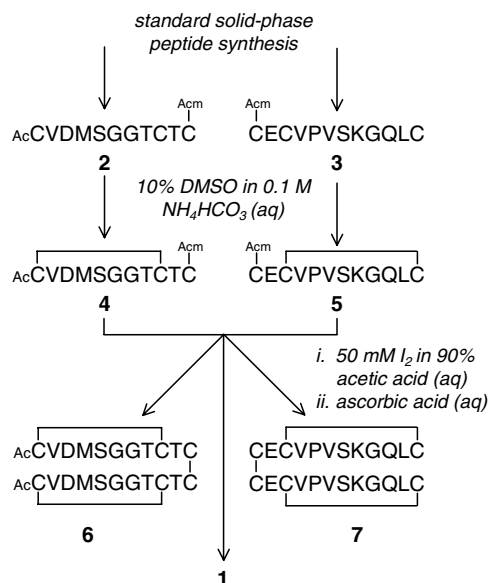 standard solid-phase
peptide synthesis
Acm Acm
AcCVDMSGGTCTC CECVPVSKGQLC
2 3
10% DMSO in 0.1 M
NH4HCO3 (aq)
Acm Acm
AcCVDMSGGTCTC CECVPVSKGQLC
4 5
i. 50 mM I2 in 90%
acetic acid (aq)
ii. ascorbic acid (aq)
AcCVDMSGGTCTC CECVPVSKGQLC
AcCVDMSGGTCTC CECVPVSKGQLC
6 7
1